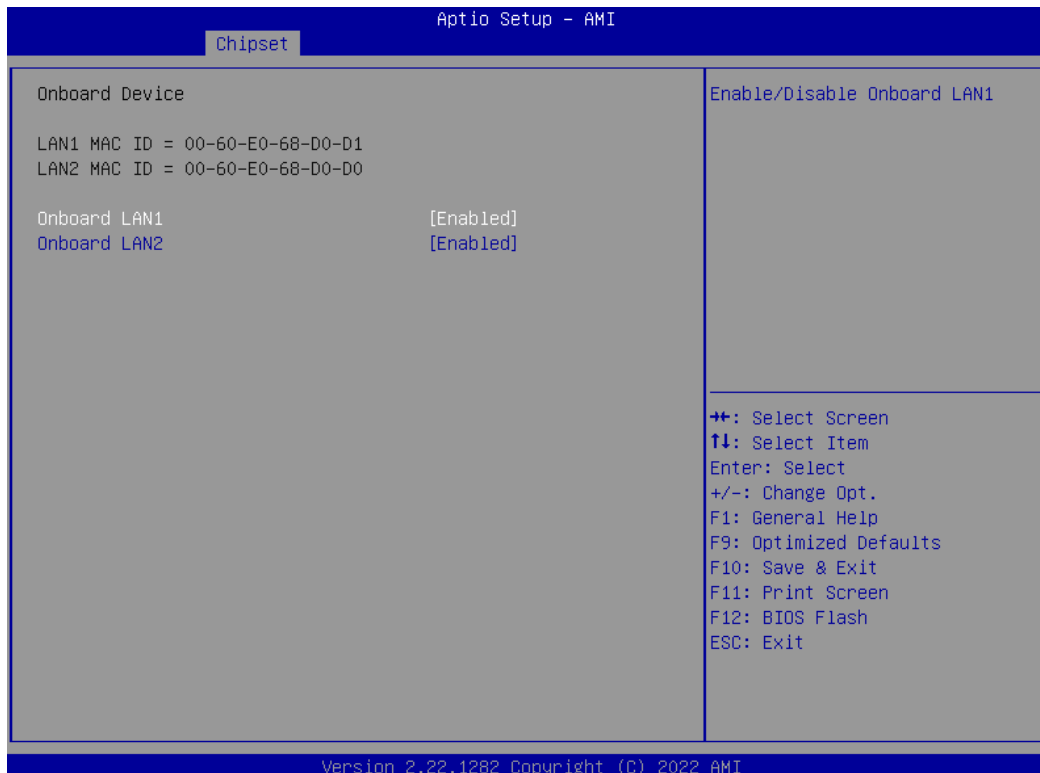 Aptio Setup – AMI
Chipset
Onboard Device
LAN1 MAC ID = 00-60-E0-68-D0-D1
LAN2 MAC ID = 00-60-E0-68-D0-D0
Onboard LAN1 [Enabled]
Onboard LAN2 [Enabled]
Enable/Disable Onboard LAN1
→←: Select Screen
↑↓: Select Item
Enter: Select
+/-: Change Opt.
F1: General Help
F9: Optimized Defaults
F10: Save & Exit
F11: Print Screen
F12: BIOS Flash
ESC: Exit
Version 2.22.1282 Copyright (C) 2022 AMI